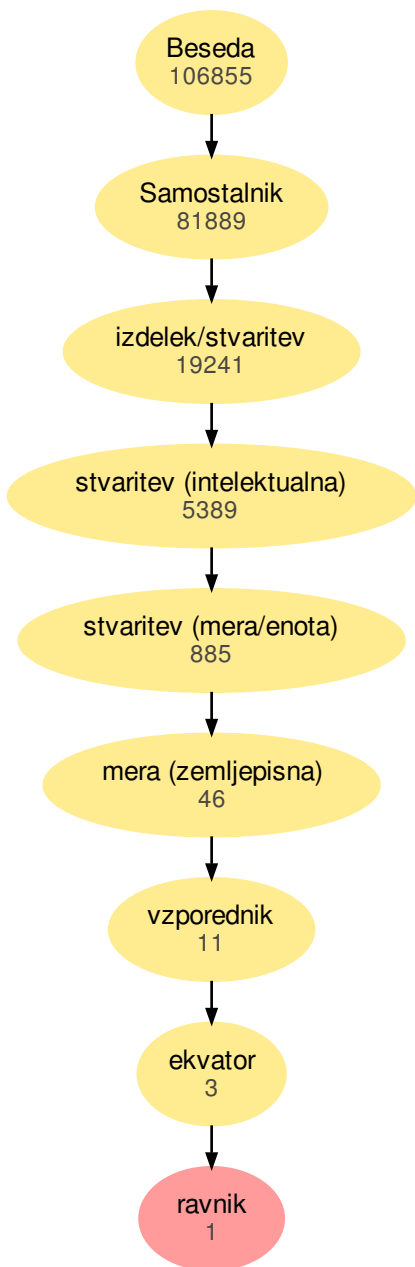 Beseda
106855
Samostalnik
81889
izdelek/stvaritev
19241
stvaritev (intelektualna)
5389
stvaritev (mera/enota)
885
mera (zemljepisna)
46
vzporednik
11
ekvator
3
ravnik
1